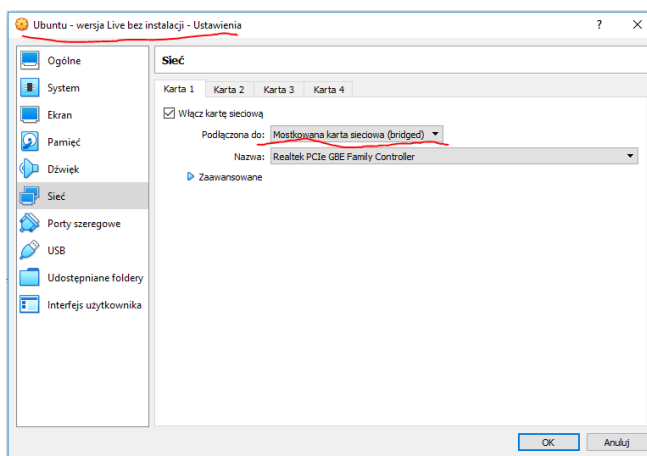 Ubuntu - wersja Live bez instalacji - Ustawienia
?
Ogólne
System
Ekran
Pamięć
Dźwięk
Sieć
Porty szeregowe
USB
Udostępniane foldery
Interfejs użytkownika
Sieć
Karta 1 Karta 2 Karta 3 Karta 4
Włącz kartę sieciową
Podłączona do: Mostkowana karta sieciowa (bridged)
Nazwa: Realtek PCIe GBE Family Controller
Zaawansowane
OK Anuluj